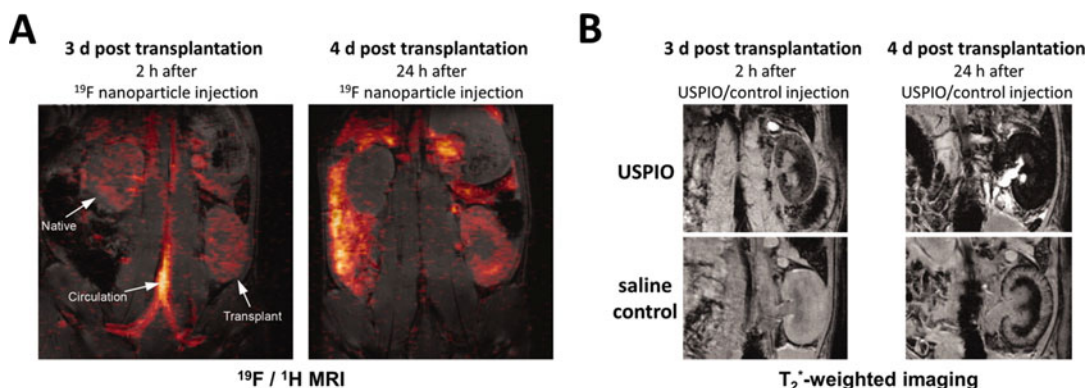 A
3 d post transplantation
2 h after
¹⁹F nanoparticle injection
4 d post transplantation
24 h after
¹⁹F nanoparticle injection
Native
Circulation
Transplant
¹⁹F / ¹H MRI
B
3 d post transplantation
2 h after
USPIO/control injection
4 d post transplantation
24 h after
USPIO/control injection
USPIO
saline
control
T₂*-weighted imaging